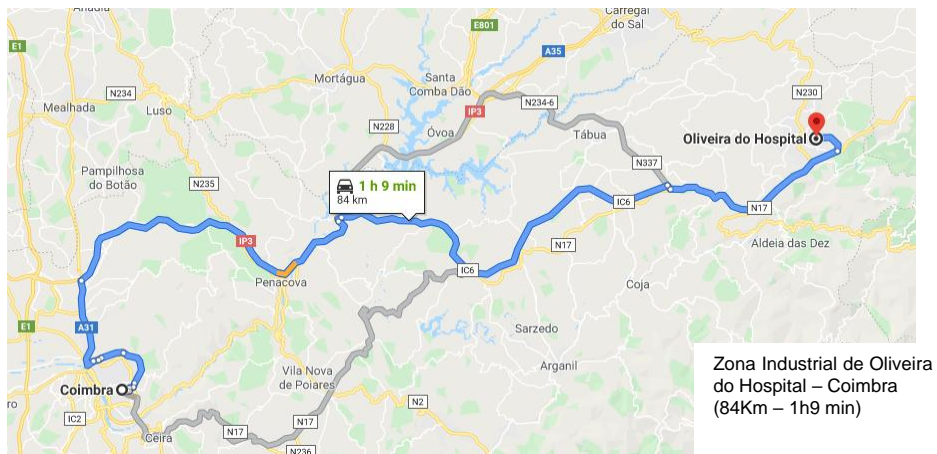 Anadia
Carregal
do Sal
E1
E801
A35
Mortágua
Santa
Comba Dão
N234
N230
Mealhada
Luso
IP3
N234-6
N228
Óvoa
Tábua
Oliveira do Hospital
Pampilhosa
do Botão
N337
N235
1 h 9 min
84 km
IC6
N17
IP3
N17
Aldeia das Dez
Penacova
IC6
Coja
E1
A31
Sarzedo
Zona Industrial de Oliveira
do Hospital – Coimbra
(84Km – 1h9 min)
Arganil
Vila Nova
de Poiares
Coimbra
ro
N2
IC2
N17
N17
Ceira
N236